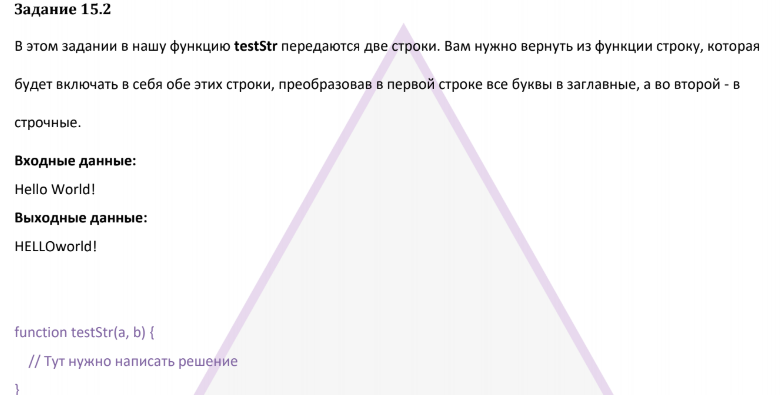 Задание 15.2
В этом задании в нашу функцию testStr передаются две строки. Вам нужно вернуть из функции строку, которая
будет включать в себя обе этих строки, преобразовав в первой строке все буквы в заглавные, а во второй - в
строчные.
Входные данные:
Hello World!
Выходные данные:
HELLOworld!
function testStr(a, b) {
// Тут нужно написать решение
}